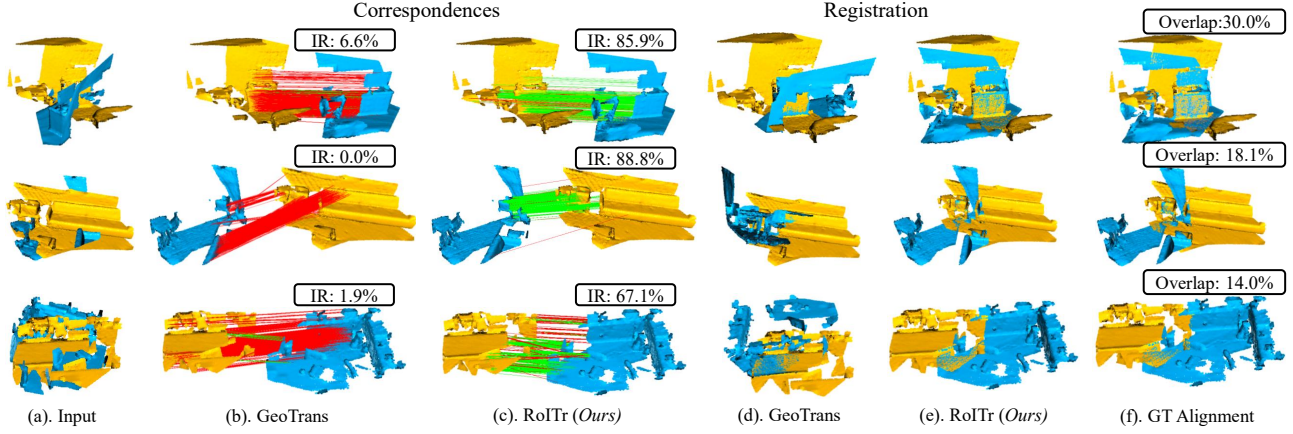 Correspondences Registration
IR: 6.6% IR: 85.9% Overlap:30.0%
IR: 0.0% IR: 88.8% Overlap: 18.1%
IR: 1.9% IR: 67.1% Overlap: 14.0%
(a). Input (b). GeoTrans (c). RoITr (Ours) (d). GeoTrans (e). RoITr (Ours) (f). GT Alignment